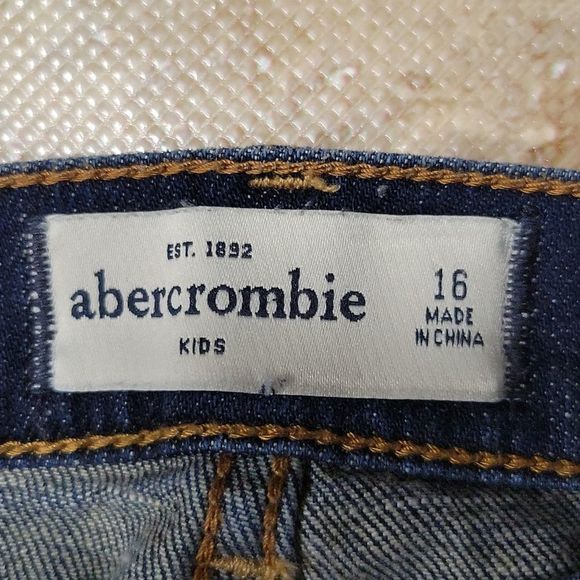 EST. 1892
abercrombie
KIDS
16
MADE
IN CHINA